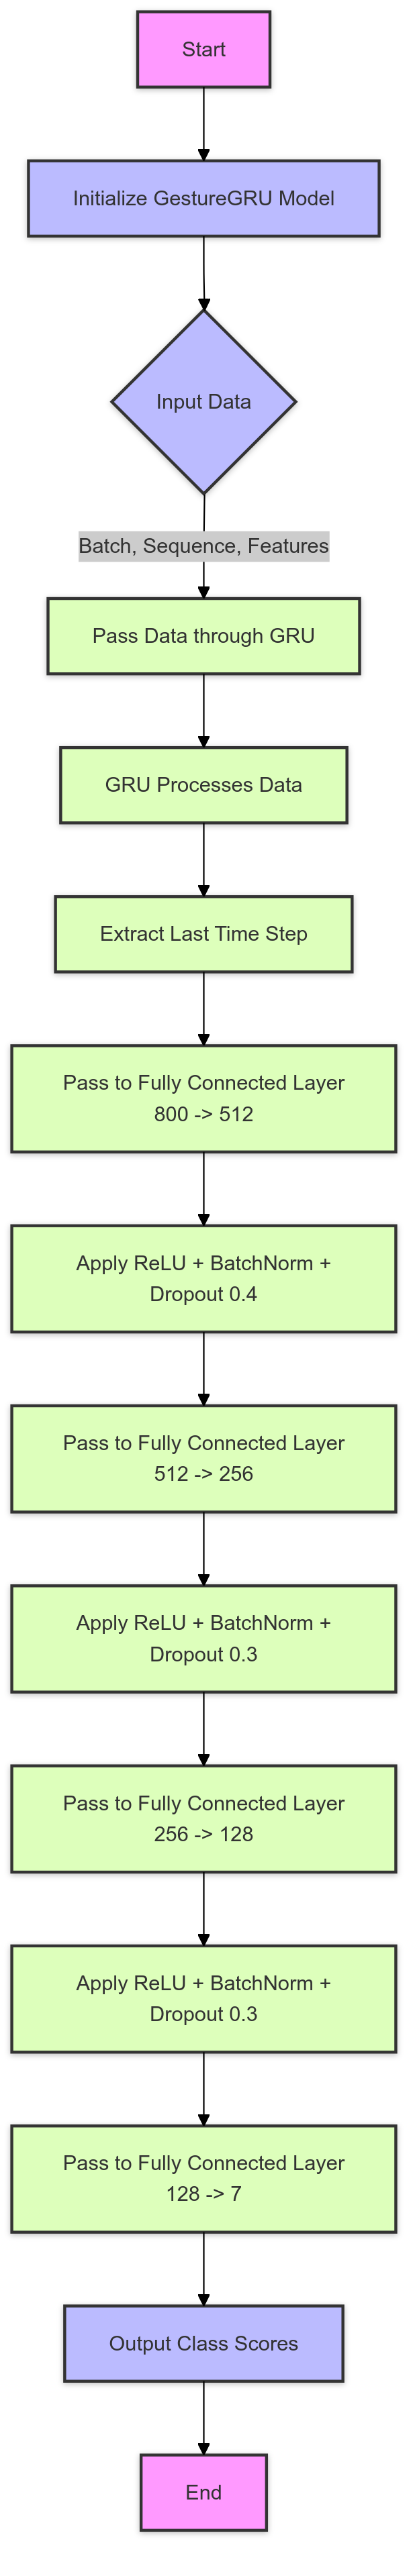 Start
Initialize GestureGRU Model
Input Data
Batch, Sequence, Features
Pass Data through GRU
GRU Processes Data
Extract Last Time Step
Pass to Fully Connected Layer
800 -> 512
Apply ReLU + BatchNorm +
Dropout 0.4
Pass to Fully Connected Layer
512 -> 256
Apply ReLU + BatchNorm +
Dropout 0.3
Pass to Fully Connected Layer
256 -> 128
Apply ReLU + BatchNorm +
Dropout 0.3
Pass to Fully Connected Layer
128 -> 7
Output Class Scores
End